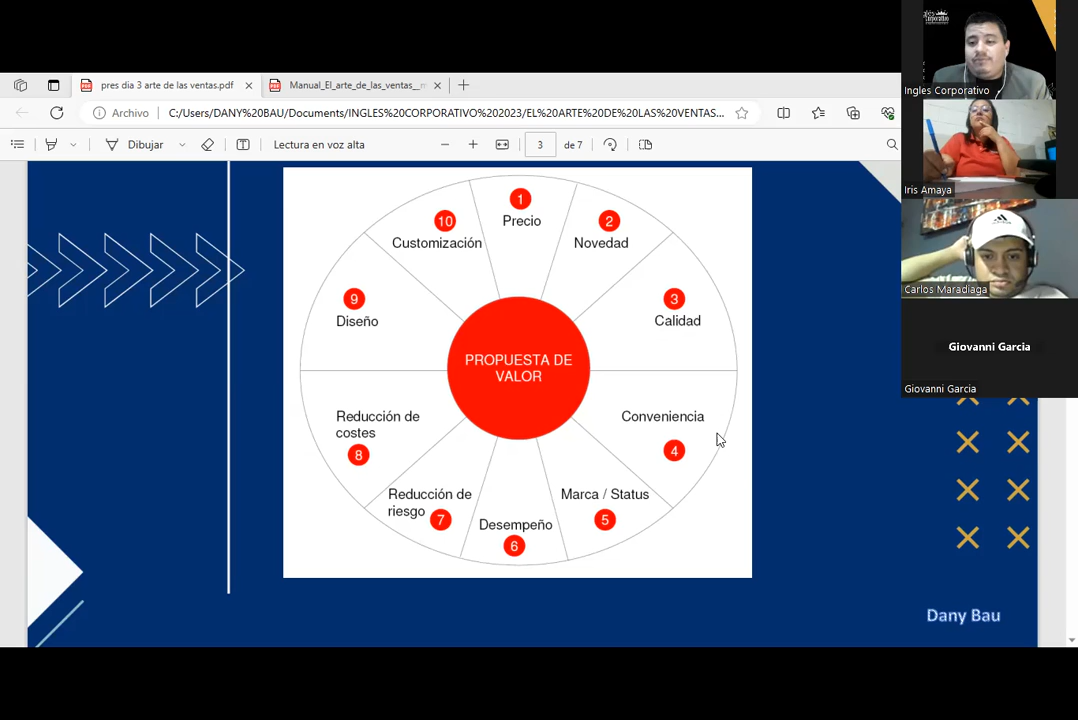 pres dia 3 arte de las ventas.pdf
Manual_El_arte_de_las_ventas__m
Archivo
C:/Users/DANY%20BAU/Documents/INGLES%20CORPORATIVO%202023/EL%20ARTE%20DE%20LAS%20VENTAS...
Dibujar
Lectura en voz alta
3
de 7
1
Precio
2
Novedad
3
Calidad
Conveniencia
4
Marca / Status
5
Desempeño
6
Reducción de
riesgo
7
Reducción de
costes
8
9
Diseño
10
Customización
PROPUESTA DE
VALOR
Dany Bau
Ingles Corporativo
Iris Amaya
Carlos Maradiaga
Giovanni Garcia
Giovanni Garcia